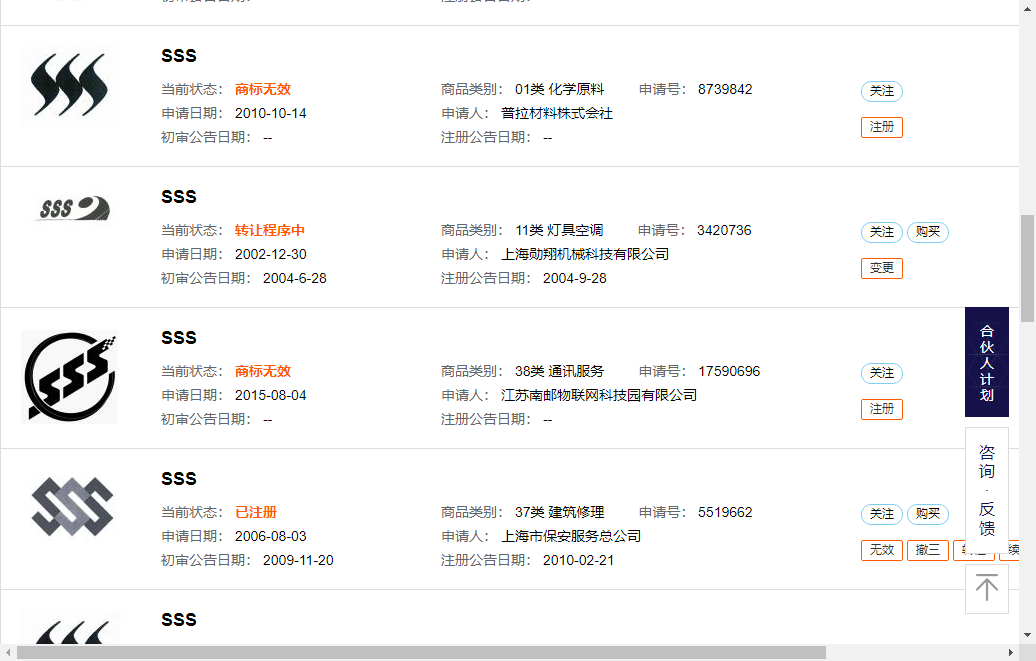 SSS
当前状态： 商标无效 商品类别： 01类 化学原料 申请号： 8739842 关注
申请日期： 2010-10-14 申请人： 普拉材料株式会社
注册
初审公告日期： -- 注册公告日期： --
SSS
SSS
当前状态： 转让程序中 商品类别： 11类 灯具空调 申请号： 3420736 关注 购买
申请日期： 2002-12-30 申请人： 上海勋翔机械科技有限公司
变更
初审公告日期： 2004-6-28 注册公告日期： 2004-9-28
SSS
SSS
当前状态： 商标无效 商品类别： 38类 通讯服务 申请号： 17590696 关注
申请日期： 2015-08-04 申请人： 江苏南邮物联网科技园有限公司
注册
初审公告日期： -- 注册公告日期： --
SSS
当前状态： 已注册 商品类别： 37类 建筑修理 申请号： 5519662 关注 购买
申请日期： 2006-08-03 申请人： 上海市保安服务总公司
无效 撤三
初审公告日期： 2009-11-20 注册公告日期： 2010-02-21
SSS
合伙人计划
咨询·反馈